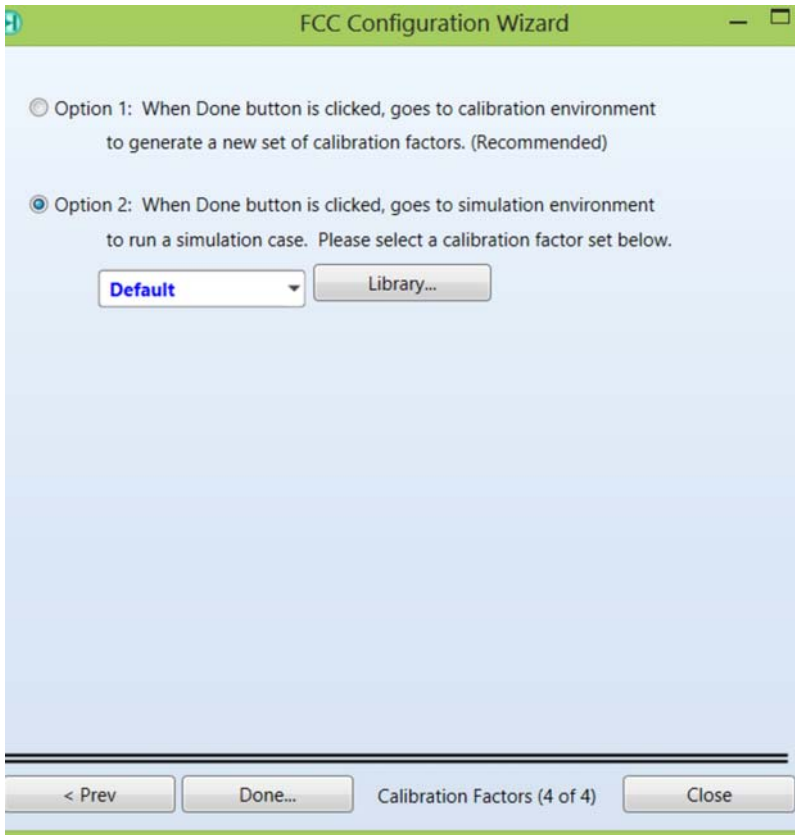 FCC Configuration Wizard
Option 1: When Done button is clicked, goes to calibration environment
to generate a new set of calibration factors. (Recommended)
Option 2: When Done button is clicked, goes to simulation environment
to run a simulation case. Please select a calibration factor set below.
Default Library...
< Prev Done... Calibration Factors (4 of 4) Close